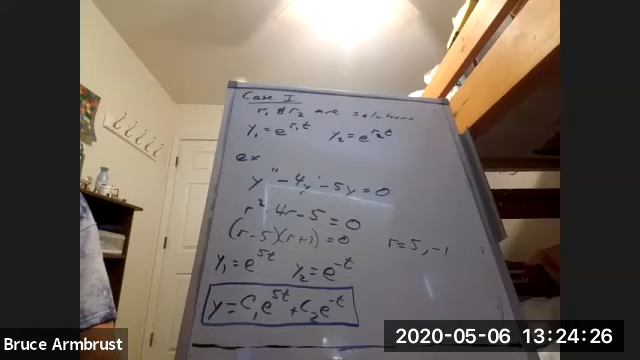 Case I
r₁ & r₂ are solutions
y₁ = e^{r₁t}   y₂ = e^{r₂t}
ex
y'' - 4y' - 5y = 0
r² - 4r - 5 = 0
(r-5)(r+1) = 0   r = 5, -1
y₁ = e^{5t}   y₂ = e^{-t}
y = C₁e^{5t} + C₂e^{-t}
Bruce Armbrust
2020-05-06 13:24:26